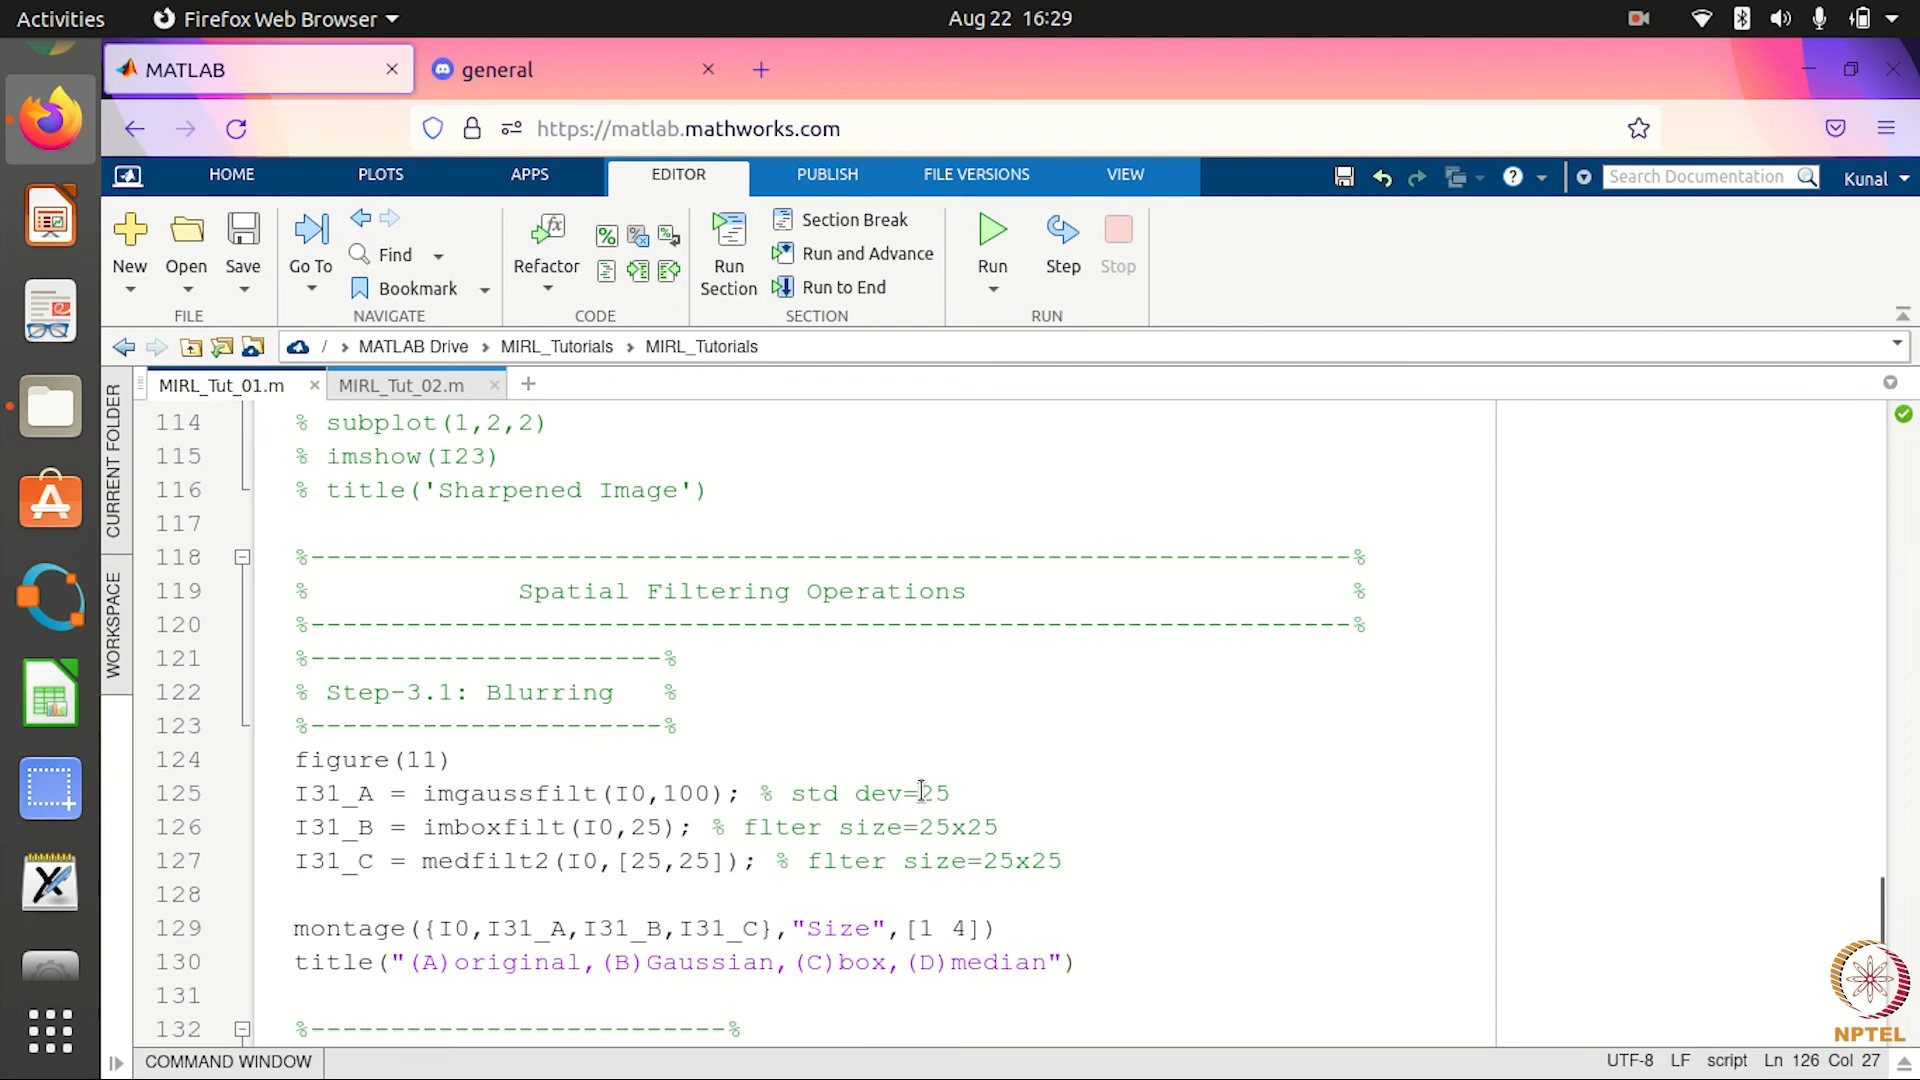 Activities Firefox Web Browser Aug 22 16:29
MATLAB general
https://matlab.mathworks.com
HOME PLOTS APPS EDITOR PUBLISH FILE VERSIONS VIEW Search Documentation Kunal
New Open Save Go To Find Bookmark Refactor Run Section Section Break Run and Advance Run to End Run Step Stop
FILE NAVIGATE CODE SECTION RUN
/ MATLAB Drive MIRL_Tutorials MIRL_Tutorials
MIRL_Tut_01.m MIRL_Tut_02.m
CURRENT FOLDER
WORKSPACE
114 % subplot(1,2,2)
115 % imshow(I23)
116 % title('Sharpened Image')
117
118 %-----------------------------------------------------------------%
119 % Spatial Filtering Operations %
120 %-----------------------------------------------------------------%
121 %----------------------%
122 % Step-3.1: Blurring %
123 %----------------------%
124 figure(11)
125 I31_A = imgaussfilt(I0,100); % std dev=25
126 I31_B = imboxfilt(I0,25); % flter size=25x25
127 I31_C = medfilt2(I0,[25,25]); % flter size=25x25
128
129 montage({I0,I31_A,I31_B,I31_C},"Size",[1 4])
130 title("(A)original,(B)Gaussian,(C)box,(D)median")
131
132 %--------------------------%
NPTEL
COMMAND WINDOW UTF-8 LF script Ln 126 Col 27